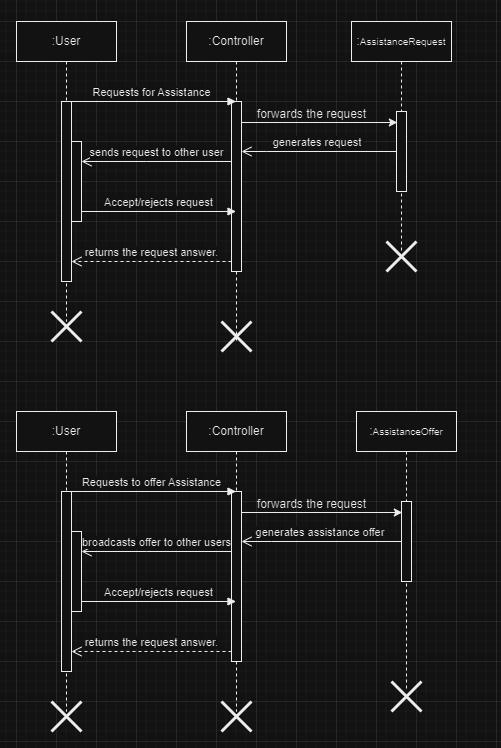 :User
:Controller
:AssistanceRequest
Requests for Assistance
forwards the request
generates request
sends request to other user
Accept/rejects request
returns the request answer.
:User
:Controller
:AssistanceOffer
Requests to offer Assistance
forwards the request
generates assistance offer
broadcasts offer to other users
Accept/rejects request
returns the request answer.